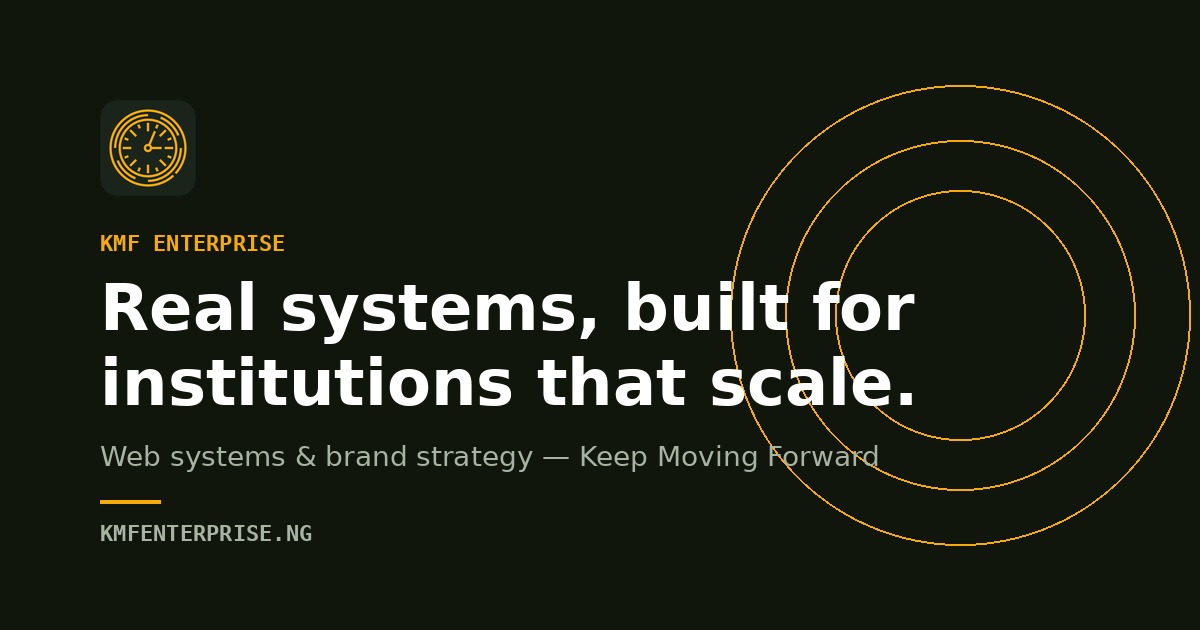 KMF ENTERPRISE
Real systems, built for
institutions that scale.
Web systems & brand strategy — Keep Moving Forward
KMFENTERPRISE.NG